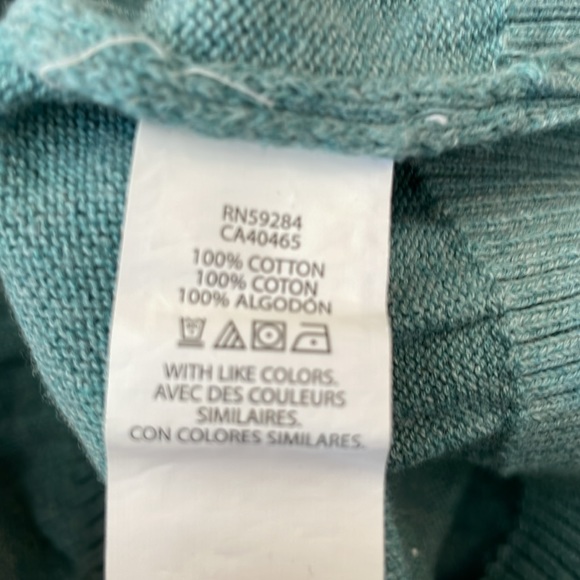 RN59284
CA40465
100% COTTON
100% COTON
100% ALGODÓN
WITH LIKE COLORS.
AVEC DES COULEURS
SIMILAIRES.
CON COLORES SIMILARES.